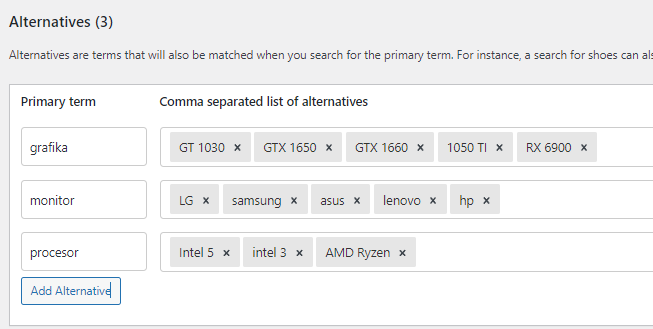 Alternatives (3)
Alternatives are terms that will also be matched when you search for the primary term. For instance, a search for shoes can als
Primary term Comma separated list of alternatives
grafika GT 1030 × GTX 1650 × GTX 1660 × 1050 TI × RX 6900 ×
monitor LG × samsung × asus × lenovo × hp ×
procesor Intel 5 × intel 3 × AMD Ryzen ×
Add Alternative